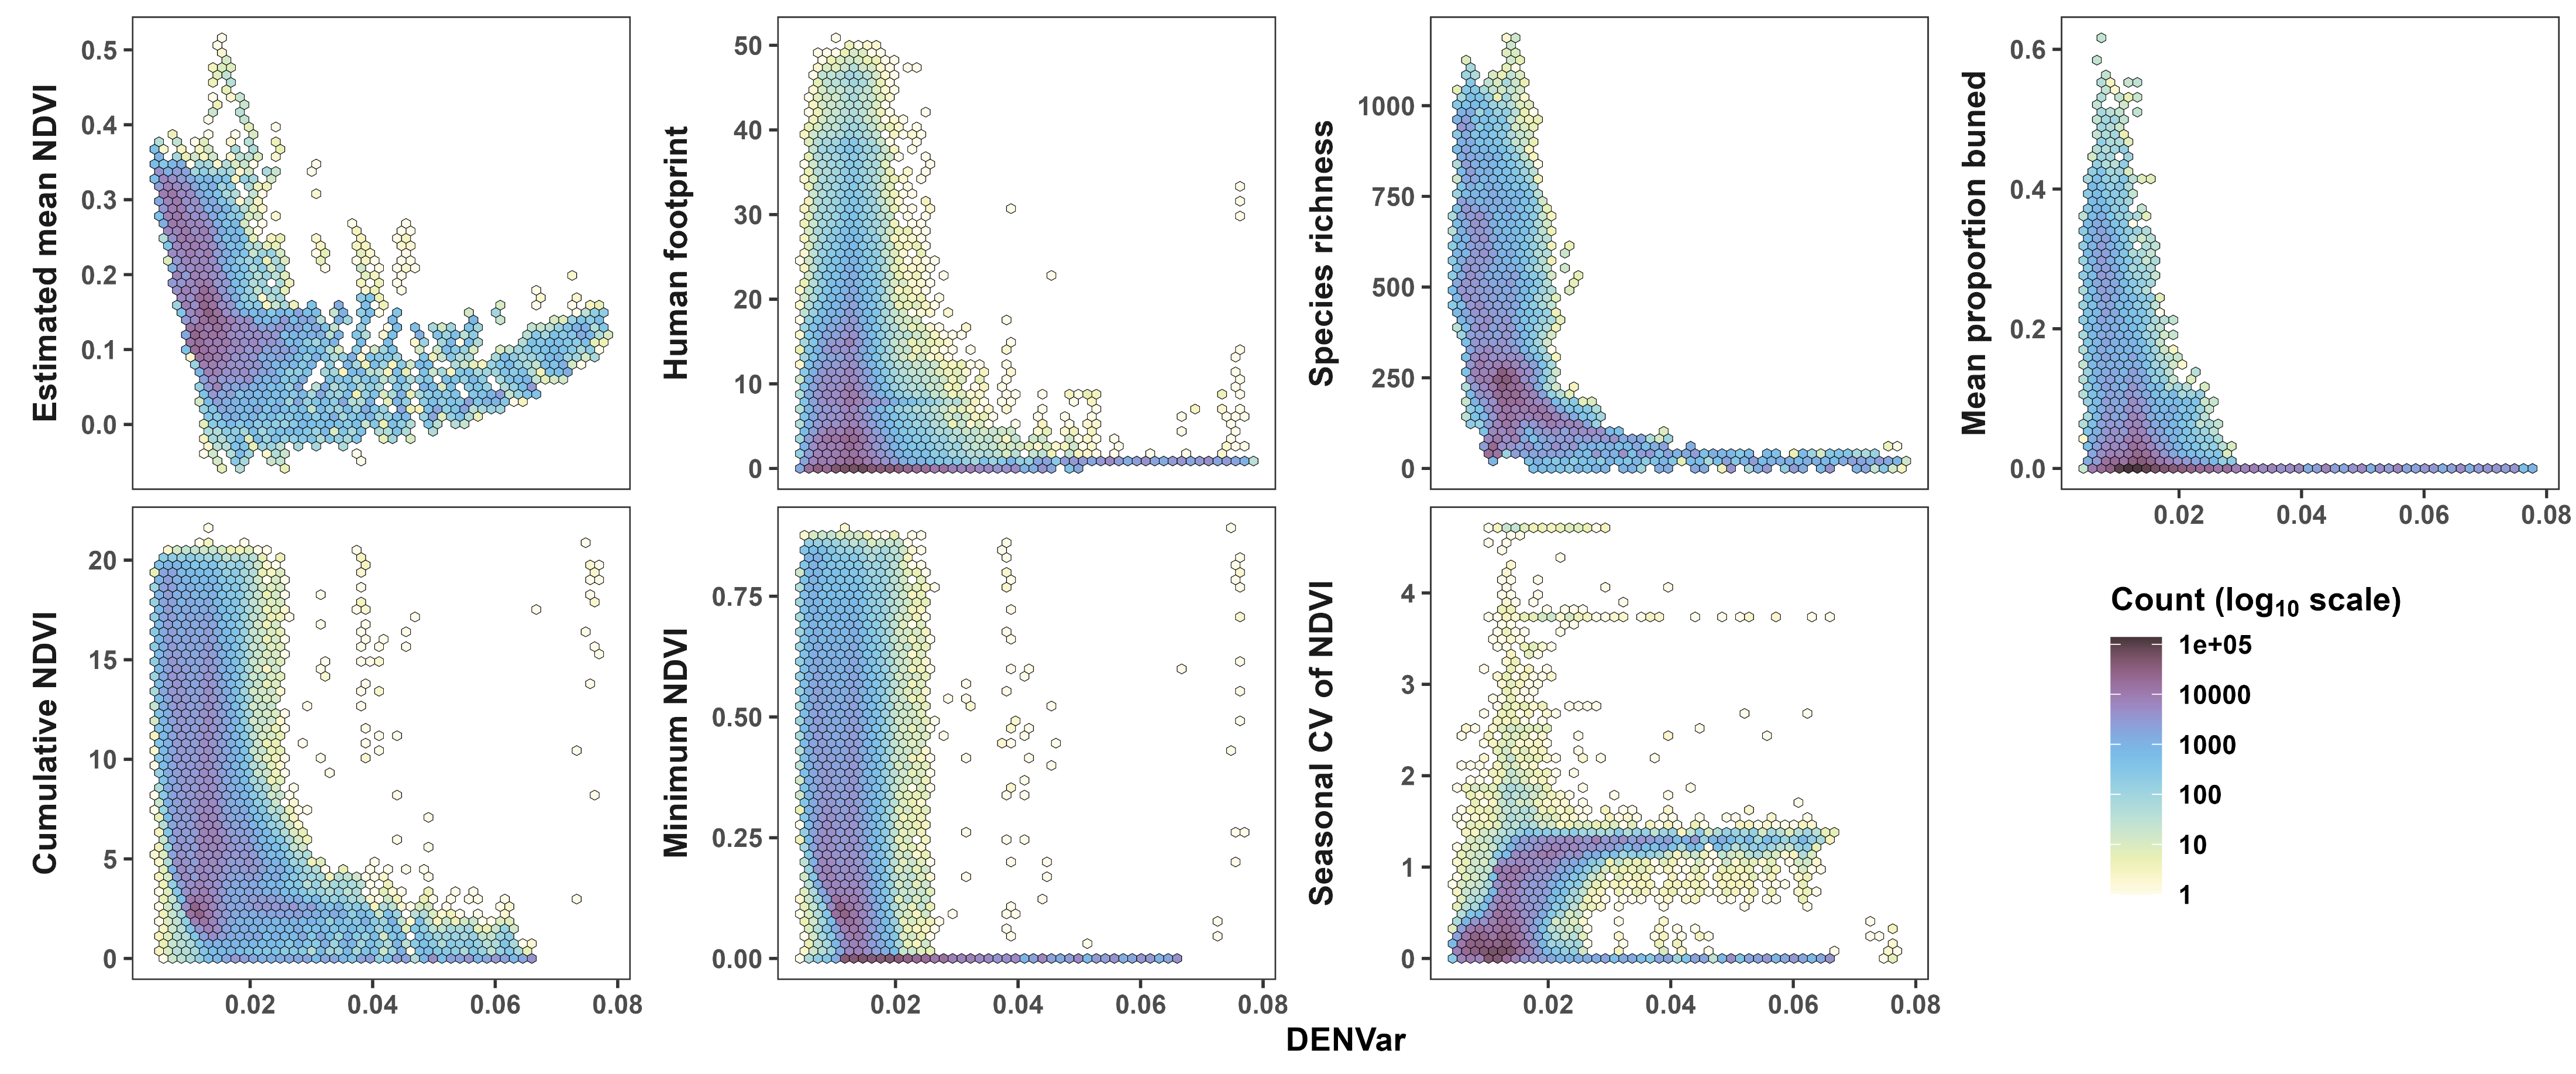 Estimated mean NDVI
0.5
0.4
0.3
0.2
0.1
0.0
Human footprint
50
40
30
20
10
0
Species richness
1000
750
500
250
0
Mean proportion buned
0.6
0.4
0.2
0.0
0.02 0.04 0.06 0.08
Cumulative NDVI
20
15
10
5
0
0.02 0.04 0.06 0.08
Minimum NDVI
0.75
0.50
0.25
0.00
0.02 0.04 0.06 0.08
Seasonal CV of NDVI
4
3
2
1
0
0.02 0.04 0.06 0.08
DENVar
Count (log₁₀ scale)
1e+05
10000
1000
100
10
1